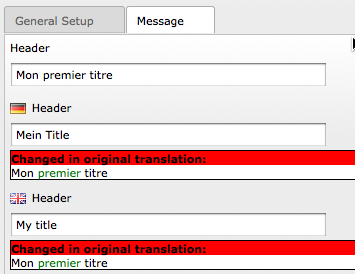 General Setup
Message
Header
Mon premier titre
Header
Mein Title
Changed in original translation:
Mon premier titre
Header
My title
Changed in original translation:
Mon premier titre